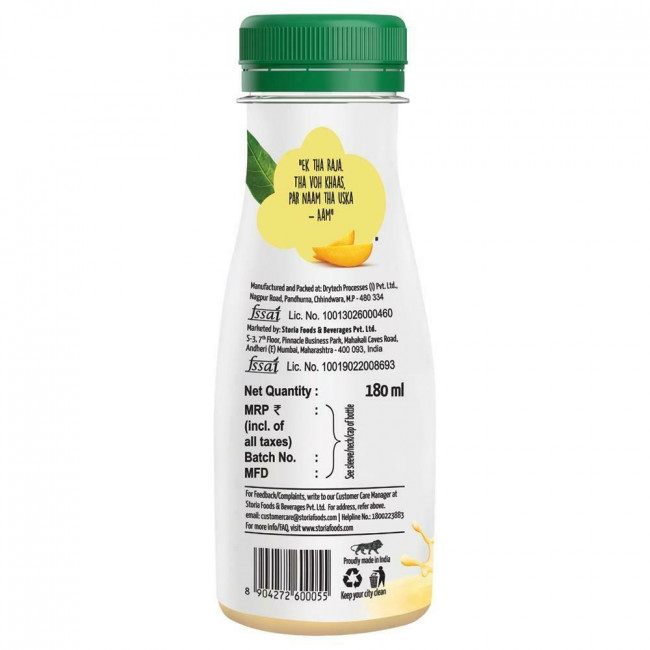 "EK THA RAJA.
THA VOH KHAAS,
PAR NAAM THA USKA
– AAM"
Manufactured and Packed at: Drytech Processes (I) Pvt. Ltd.,
Nagpur Road, Pandhurna, Chhindwara, M.P - 480 334
fssai Lic. No. 10013026000460
Marketed by: Storia Foods & Beverages Pvt. Ltd.
S-3, 7th Floor, Pinnacle Business Park, Mahakali Caves Road,
Andheri (E) Mumbai, Maharashtra - 400 093, India
fssai Lic. No. 10019022008693
Net Quantity : 180 ml
MRP ₹ :
(incl. of
all taxes)
Batch No. :
MFD :
See sleeve/neck/cap of bottle
For Feedback/Complaints, write to our Customer Care Manager at
Storia Foods & Beverages Pvt. Ltd. For address, refer above.
email: customercare@storiafoods.com | Helpline No.: 1800223883
For more info/FAQ, visit www.storiafoods.com
Proudly made in India
Keep your city clean
8 904272 600055